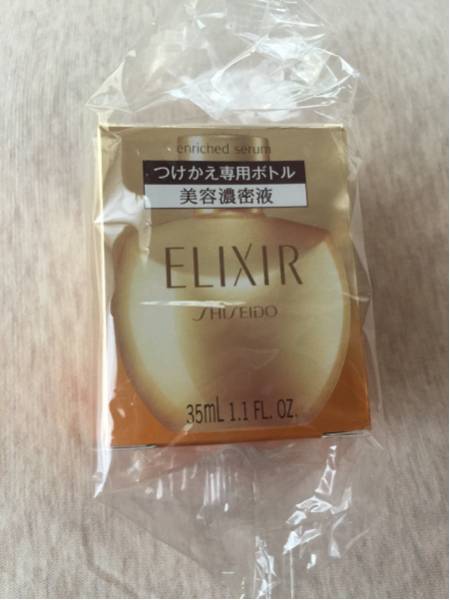 enriched serum
つけかえ専用ボトル
美容濃密液
ELIXIR
SHISEIDO
35mL 1.1 FL. OZ.